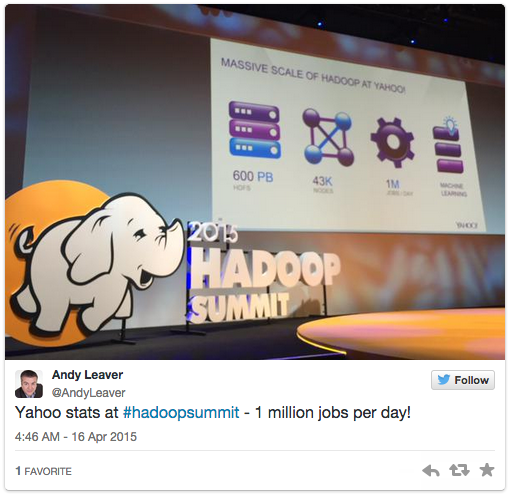 MASSIVE SCALE OF HADOOP AT YAHOO!
600 PB
HDFS
43K
NODES
1M
JOBS / DAY
MACHINE
LEARNING
YAHOO!
2015
HADOOP
SUMMIT
Andy Leaver
@AndyLeaver
Follow
Yahoo stats at #hadoopsummit - 1 million jobs per day!
4:46 AM - 16 Apr 2015
1 FAVORITE